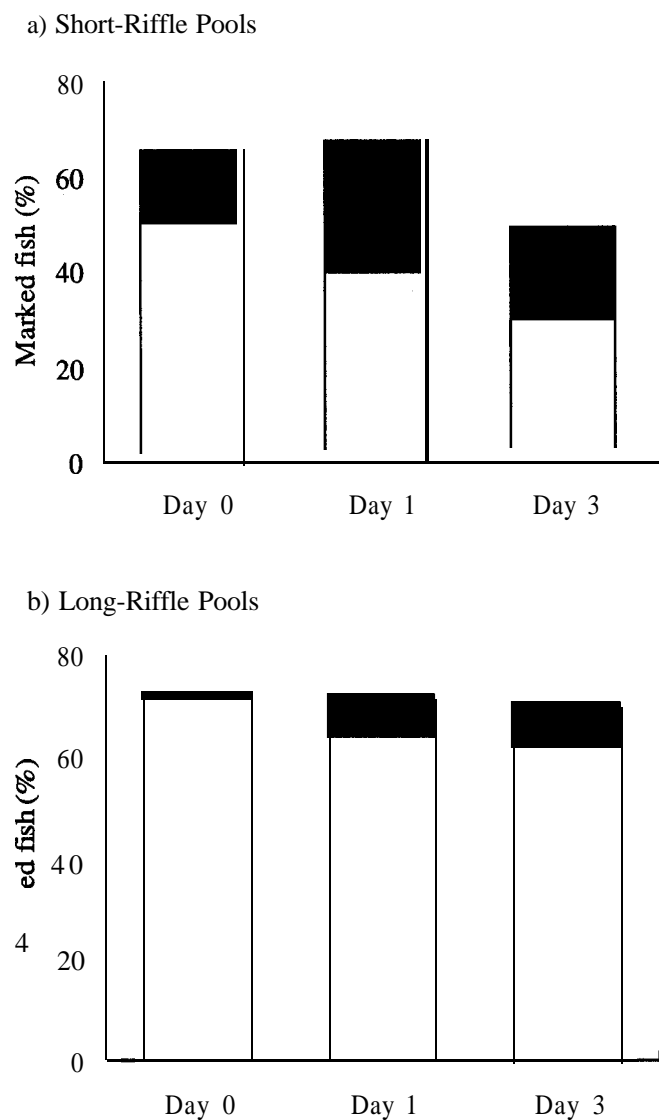 a) Short-Riffle Pools
80
60
40
20
0
Marked fish (%)
Day 0 Day 1 Day 3
b) Long-Riffle Pools
80
60
40
20
0
ed fish (%)
4
Day 0 Day 1 Day 3